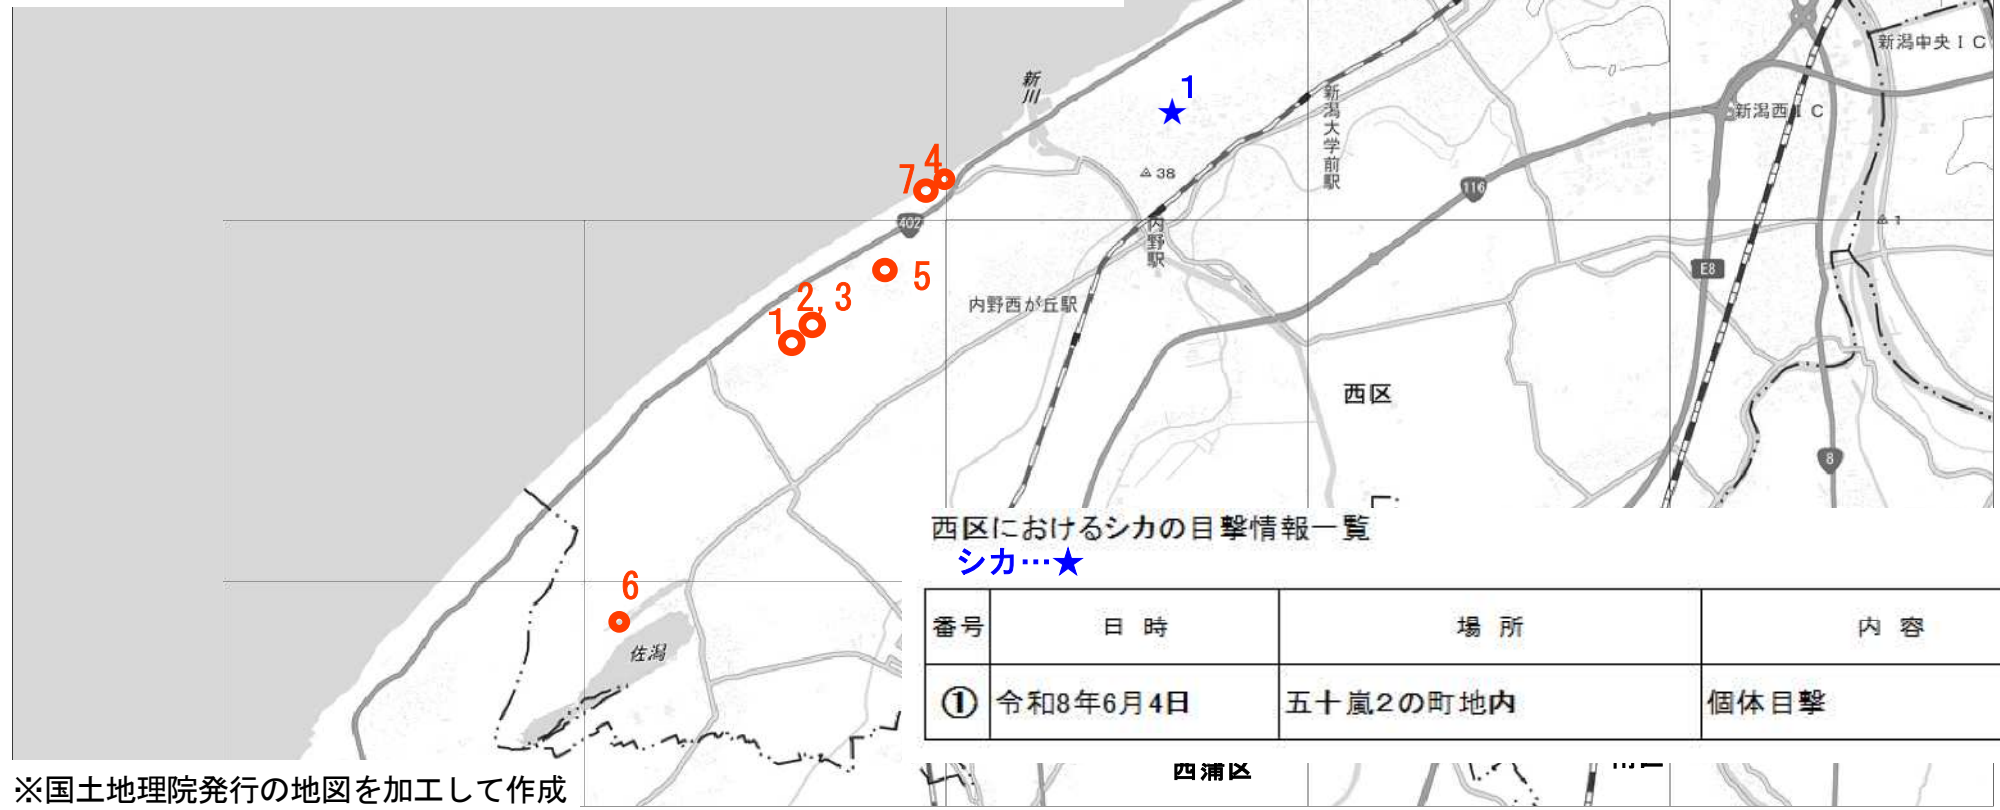 新潟中央IC
新川
1
新潟西IC
新潟大学前駅
4
7
38
116
402
1
内野駅
5
E8
2,3
1
内野西が丘駅
西区
8
西区におけるシカの目撃情報一覧
シカ…★
6
番号 日時 場所 内容
① 令和8年6月4日 五十嵐2の町地内 個体目撃
佐潟
西蒲区
※国土地理院発行の地図を加工して作成